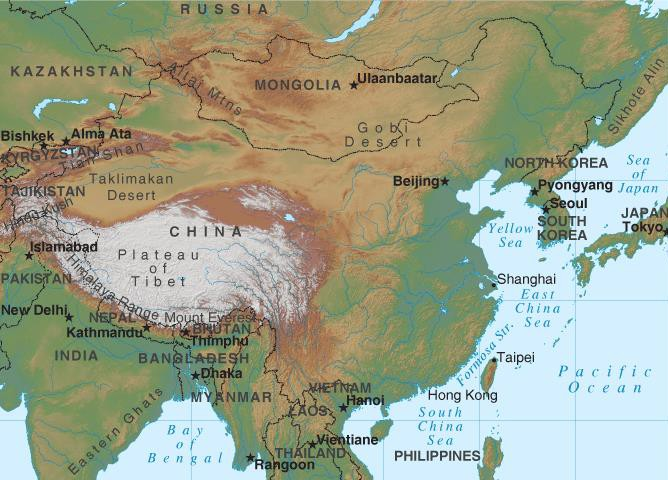 RUSSIA
KAZAKHSTAN
Altai Mtns
MONGOLIA
Ulaanbaatar
Sikhote Alin
Gobi
Desert
Bishkek
Alma Ata
KYRGYZSTAN
Tian Shan
Taklimakan
Desert
TAJIKISTAN
Hindu Kush
Beijing
NORTH KOREA
Pyongyang
Seoul
SOUTH
KOREA
Sea
of
Japan
JAPAN
Tokyo
Yellow
Sea
Islamabad
PAKISTAN
CHINA
Plateau
of
Tibet
Himalaya Range
Shanghai
East
China
Sea
New Delhi
NEPAL
Mount Everest
Kathmandu
BHUTAN
Thimphu
INDIA
BANGLADESH
Dhaka
MYANMAR
Formosa Str.
Taipei
Pacific
Ocean
VIETNAM
Hanoi
LAOS
Hong Kong
South
China
Sea
Eastern Ghats
Bay
of
Bengal
Vientiane
THAILAND
Rangoon
PHILIPPINES